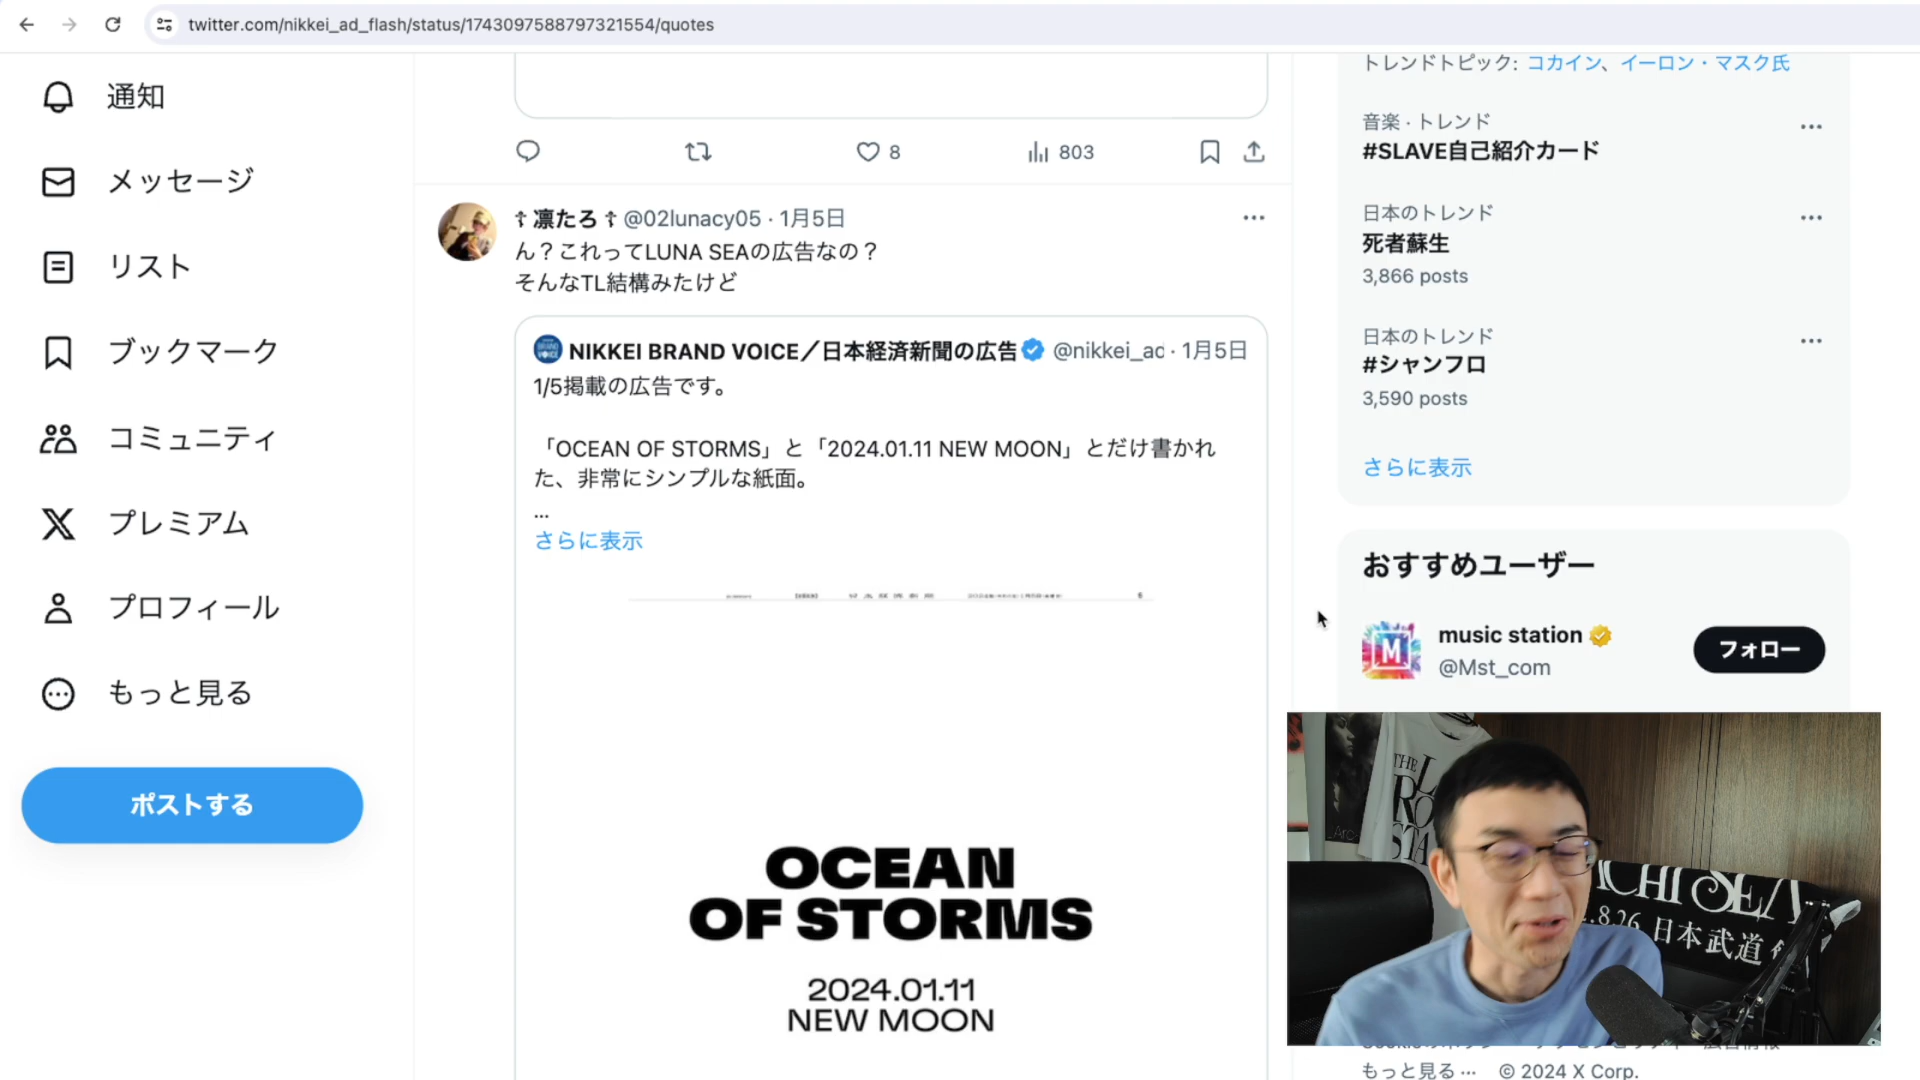 twitter.com/nikkei_ad_flash/status/1743097588797321554/quotes
通知
メッセージ
リスト
ブックマーク
コミュニティ
プレミアム
プロフィール
もっと見る
ポストする
8
803
☨ 凛たろ ☨ @02lunacy05 · 1月5日
ん？これってLUNA SEAの広告なの？
そんなTL結構みたけど
NIKKEI BRAND VOICE／日本経済新聞の広告 @nikkei_ad · 1月5日
1/5掲載の広告です。
「OCEAN OF STORMS」と「2024.01.11 NEW MOON」とだけ書かれ
た、非常にシンプルな紙面。
...
さらに表示
6
OCEAN
OF STORMS
2024.01.11
NEW MOON
トレンドトピック: コカイン、イーロン・マスク氏
音楽 · トレンド
#SLAVE自己紹介カード
日本のトレンド
死者蘇生
3,866 posts
日本のトレンド
#シャンフロ
3,590 posts
さらに表示
おすすめユーザー
music station
@Mst_com
フォロー
M
THE
Arc
8.26 日本武道
もっと見る ··· © 2024 X Corp.